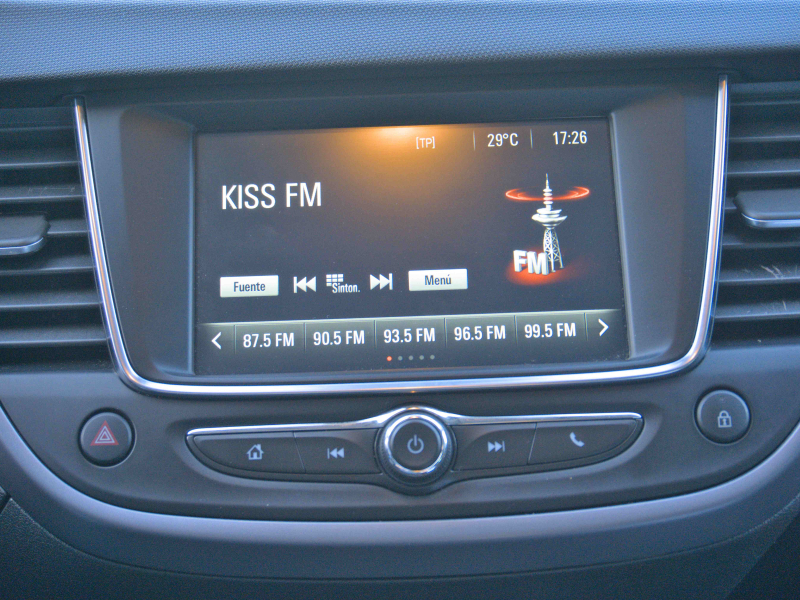 [TP] 29°C 17:26
KISS FM
FM
Fuente Sinton. Menú
87.5 FM 90.5 FM 93.5 FM 96.5 FM 99.5 FM